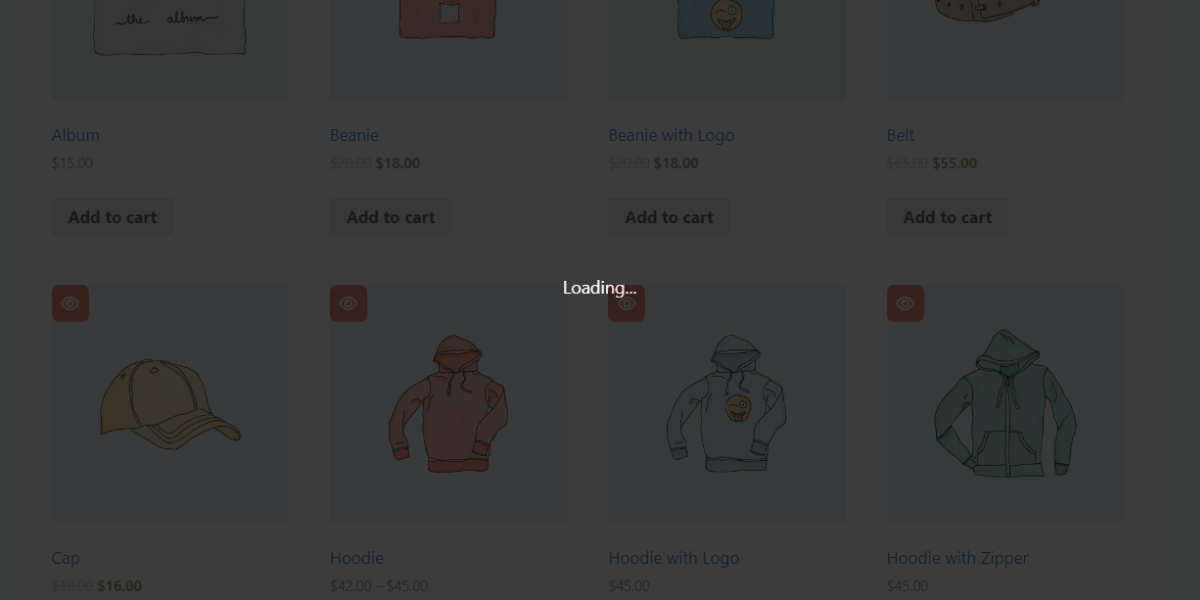 the album
Album
Beanie
Beanie with Logo
Belt
$15.00
$20.00 $18.00
$20.00 $18.00
$65.00 $55.00
Add to cart
Add to cart
Add to cart
Add to cart
Loading...
Cap
Hoodie
Hoodie with Logo
Hoodie with Zipper
$18.00 $16.00
$42.00 – $45.00
$45.00
$45.00